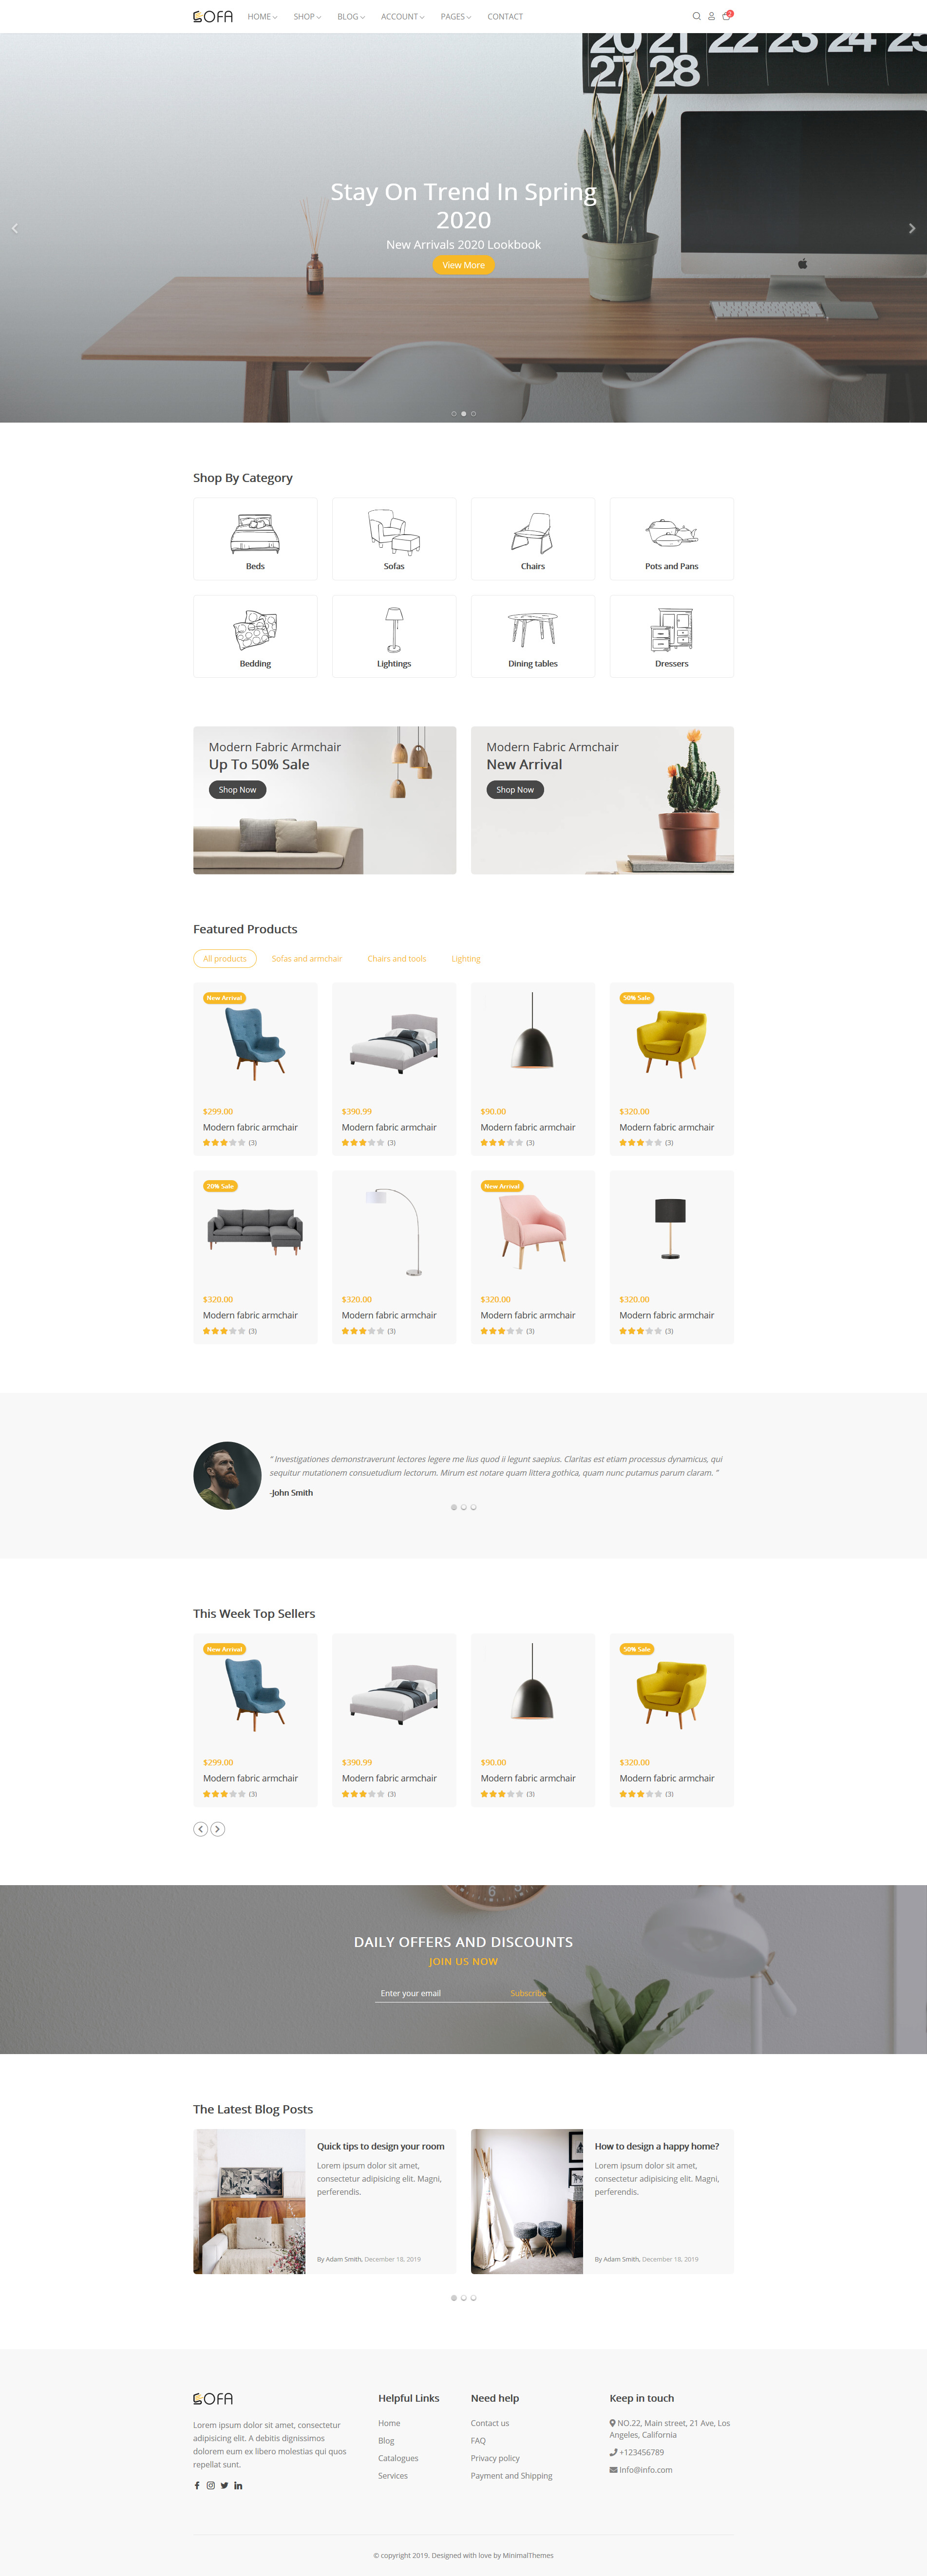 SOFA HOME SHOP BLOG ACCOUNT PAGES CONTACT 2
20 21 22 23 24 25
27 28
Stay On Trend In Spring
2020
New Arrivals 2020 Lookbook
View More
Shop By Category
Beds Sofas Chairs Pots and Pans
Bedding Lightings Dining tables Dressers
Modern Fabric Armchair
Up To 50% Sale
Shop Now
Modern Fabric Armchair
New Arrival
Shop Now
Featured Products
All products Sofas and armchair Chairs and tools Lighting
New Arrival 50% Sale
$299.00 $390.99 $90.00 $320.00
Modern fabric armchair Modern fabric armchair Modern fabric armchair Modern fabric armchair
(3) (3) (3) (3)
20% Sale New Arrival
$320.00 $320.00 $320.00 $320.00
Modern fabric armchair Modern fabric armchair Modern fabric armchair Modern fabric armchair
(3) (3) (3) (3)
“ Investigationes demonstraverunt lectores legere me lius quod ii legunt saepius. Claritas est etiam processus dynamicus, qui
sequitur mutationem consuetudium lectorum. Mirum est notare quam littera gothica, quam nunc putamus parum claram. ”
-John Smith
This Week Top Sellers
New Arrival 50% Sale
$299.00 $390.99 $90.00 $320.00
Modern fabric armchair Modern fabric armchair Modern fabric armchair Modern fabric armchair
(3) (3) (3) (3)
6
DAILY OFFERS AND DISCOUNTS
JOIN US NOW
Enter your email Subscribe
The Latest Blog Posts
Quick tips to design your room
Lorem ipsum dolor sit amet,
consectetur adipisicing elit. Magni,
perferendis.
By Adam Smith, December 18, 2019
How to design a happy home?
Lorem ipsum dolor sit amet,
consectetur adipisicing elit. Magni,
perferendis.
By Adam Smith, December 18, 2019
SOFA
Lorem ipsum dolor sit amet, consectetur
adipisicing elit. A debitis dignissimos
dolorem eum ex libero molestias qui quos
repellat sunt.
Helpful Links
Home
Blog
Catalogues
Services
Need help
Contact us
FAQ
Privacy policy
Payment and Shipping
Keep in touch
NO.22, Main street, 21 Ave, Los
Angeles, California
+123456789
Info@info.com
© copyright 2019, Designed with love by MinimalThemes